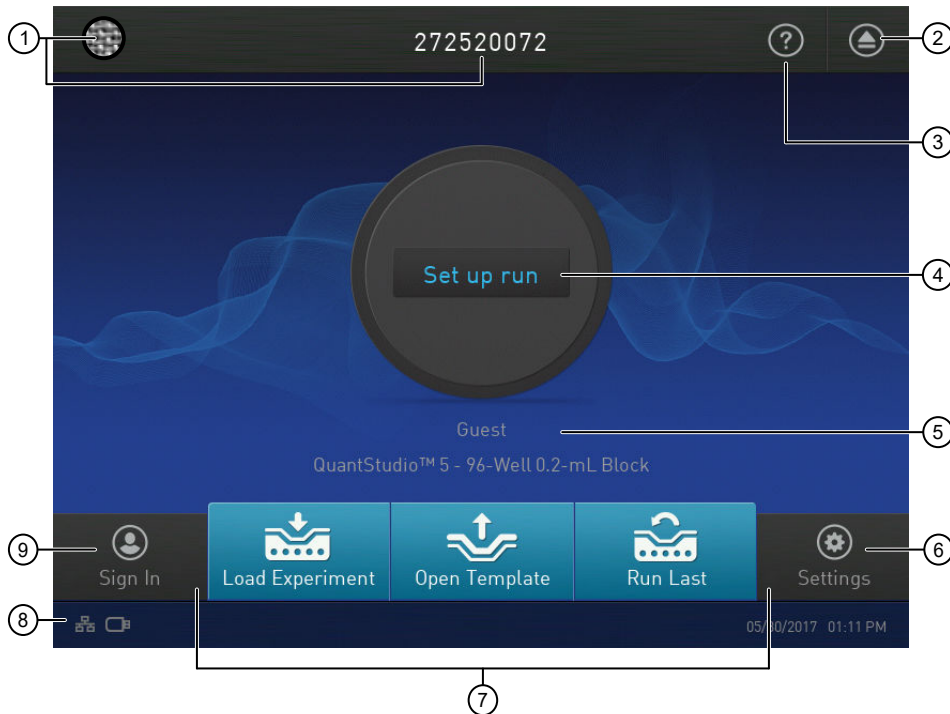 1
272520072
?
2
3
Set up run
4
Guest
5
QuantStudio™ 5 - 96-Well 0.2-mL Block
9
Sign In
Load Experiment
Open Template
Run Last
Settings
6
8
05/30/2017 01:11 PM
7